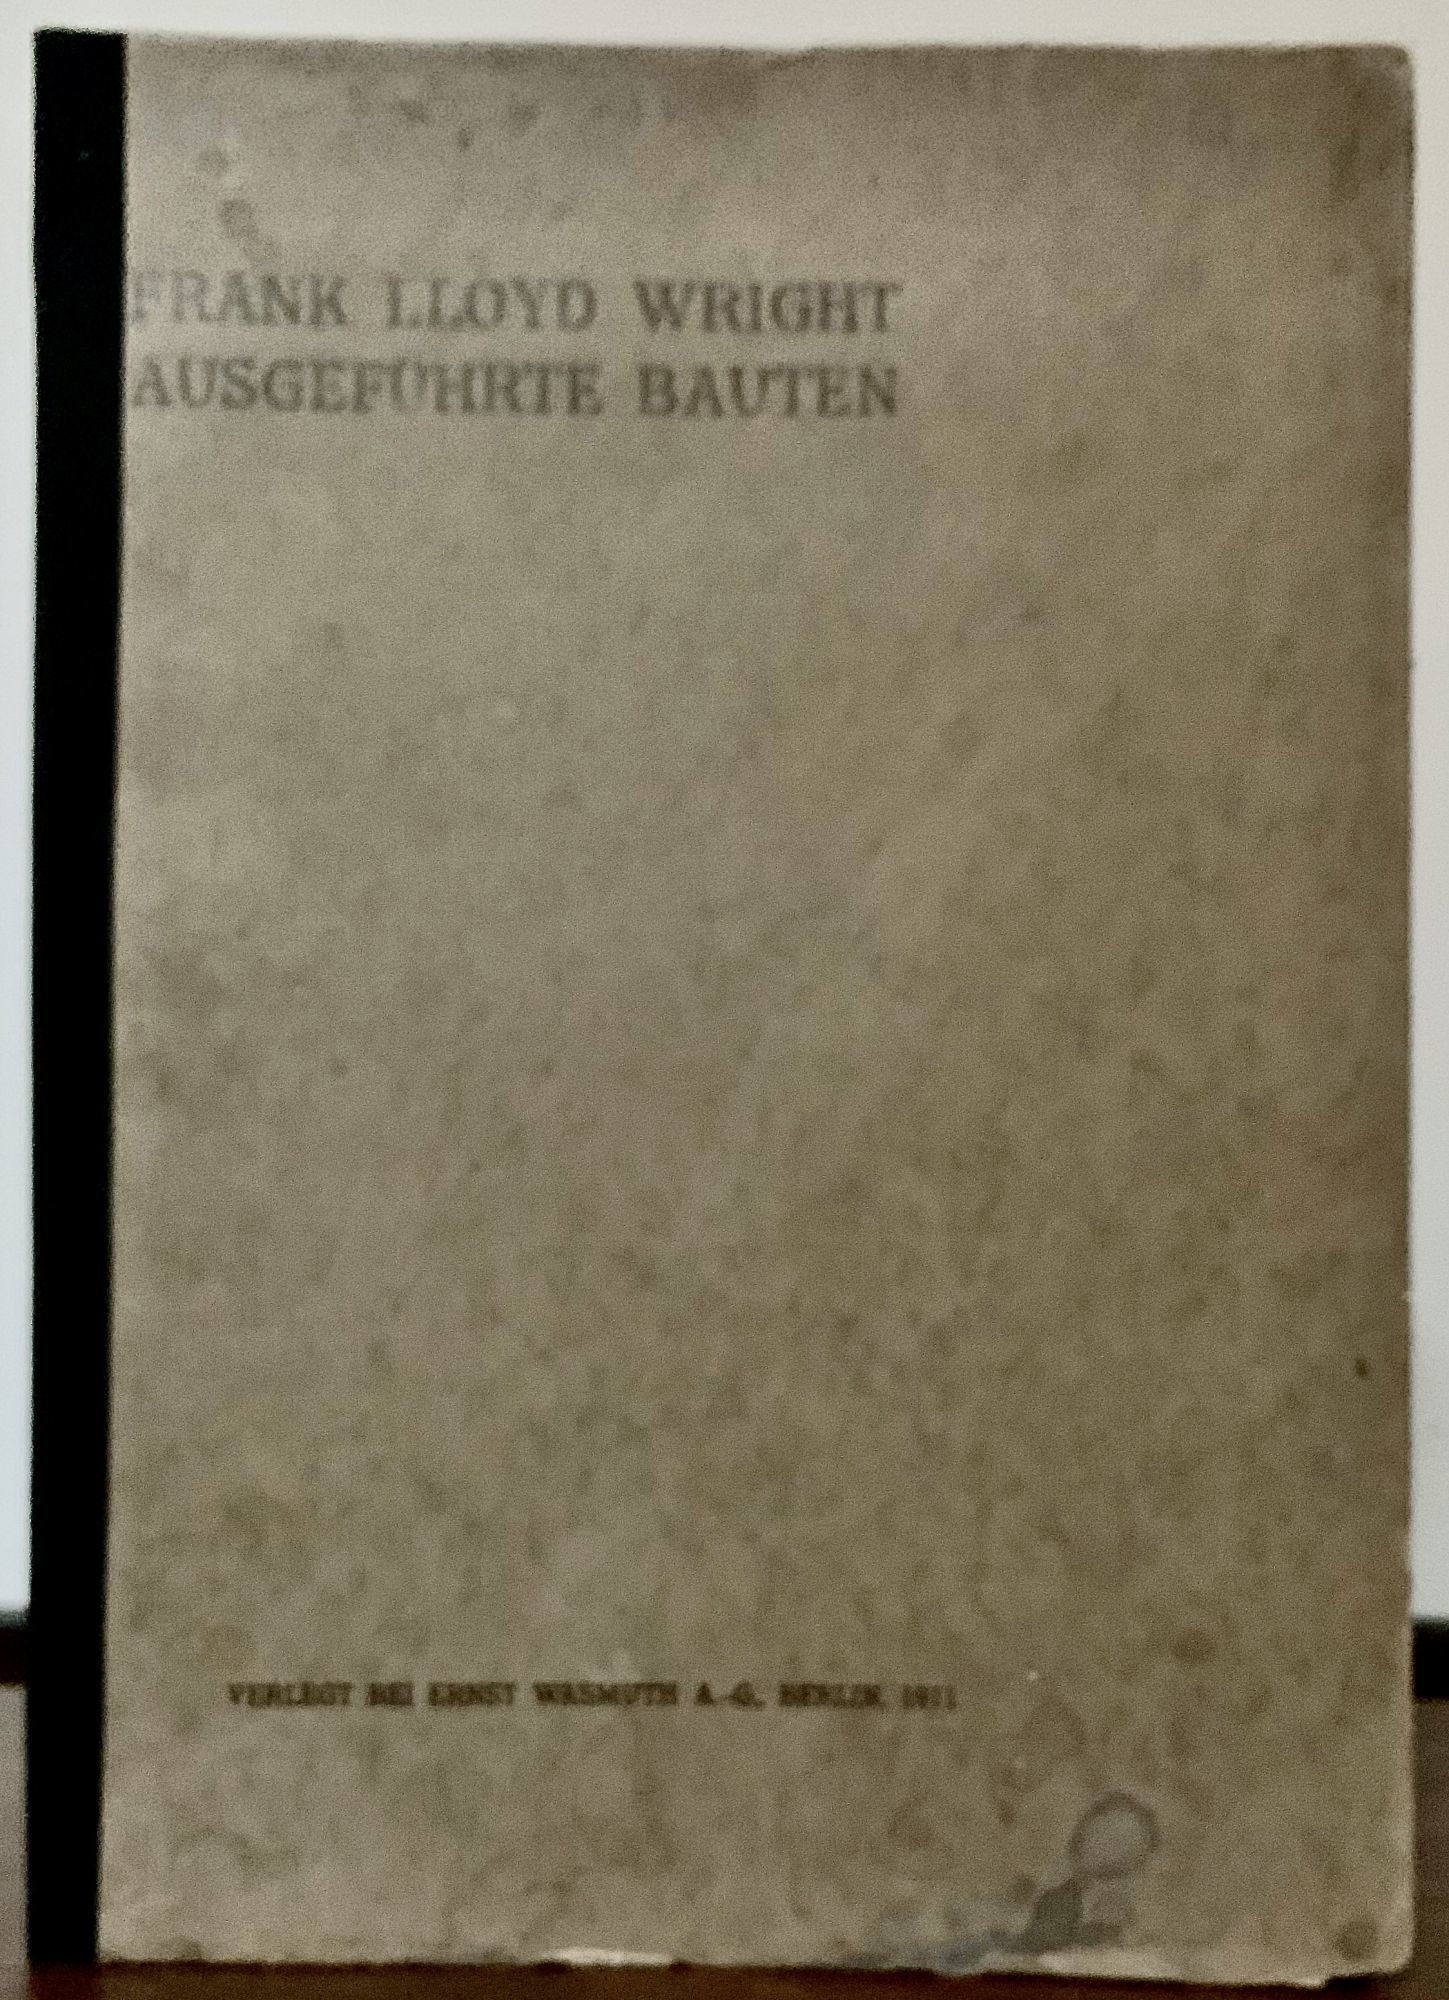 FRANK LLOYD WRIGHT
AUSGEFÜHRTE BAUTEN
VERLEGT BEI ERNST WASMUTH A.-G., BERLIN, 1911